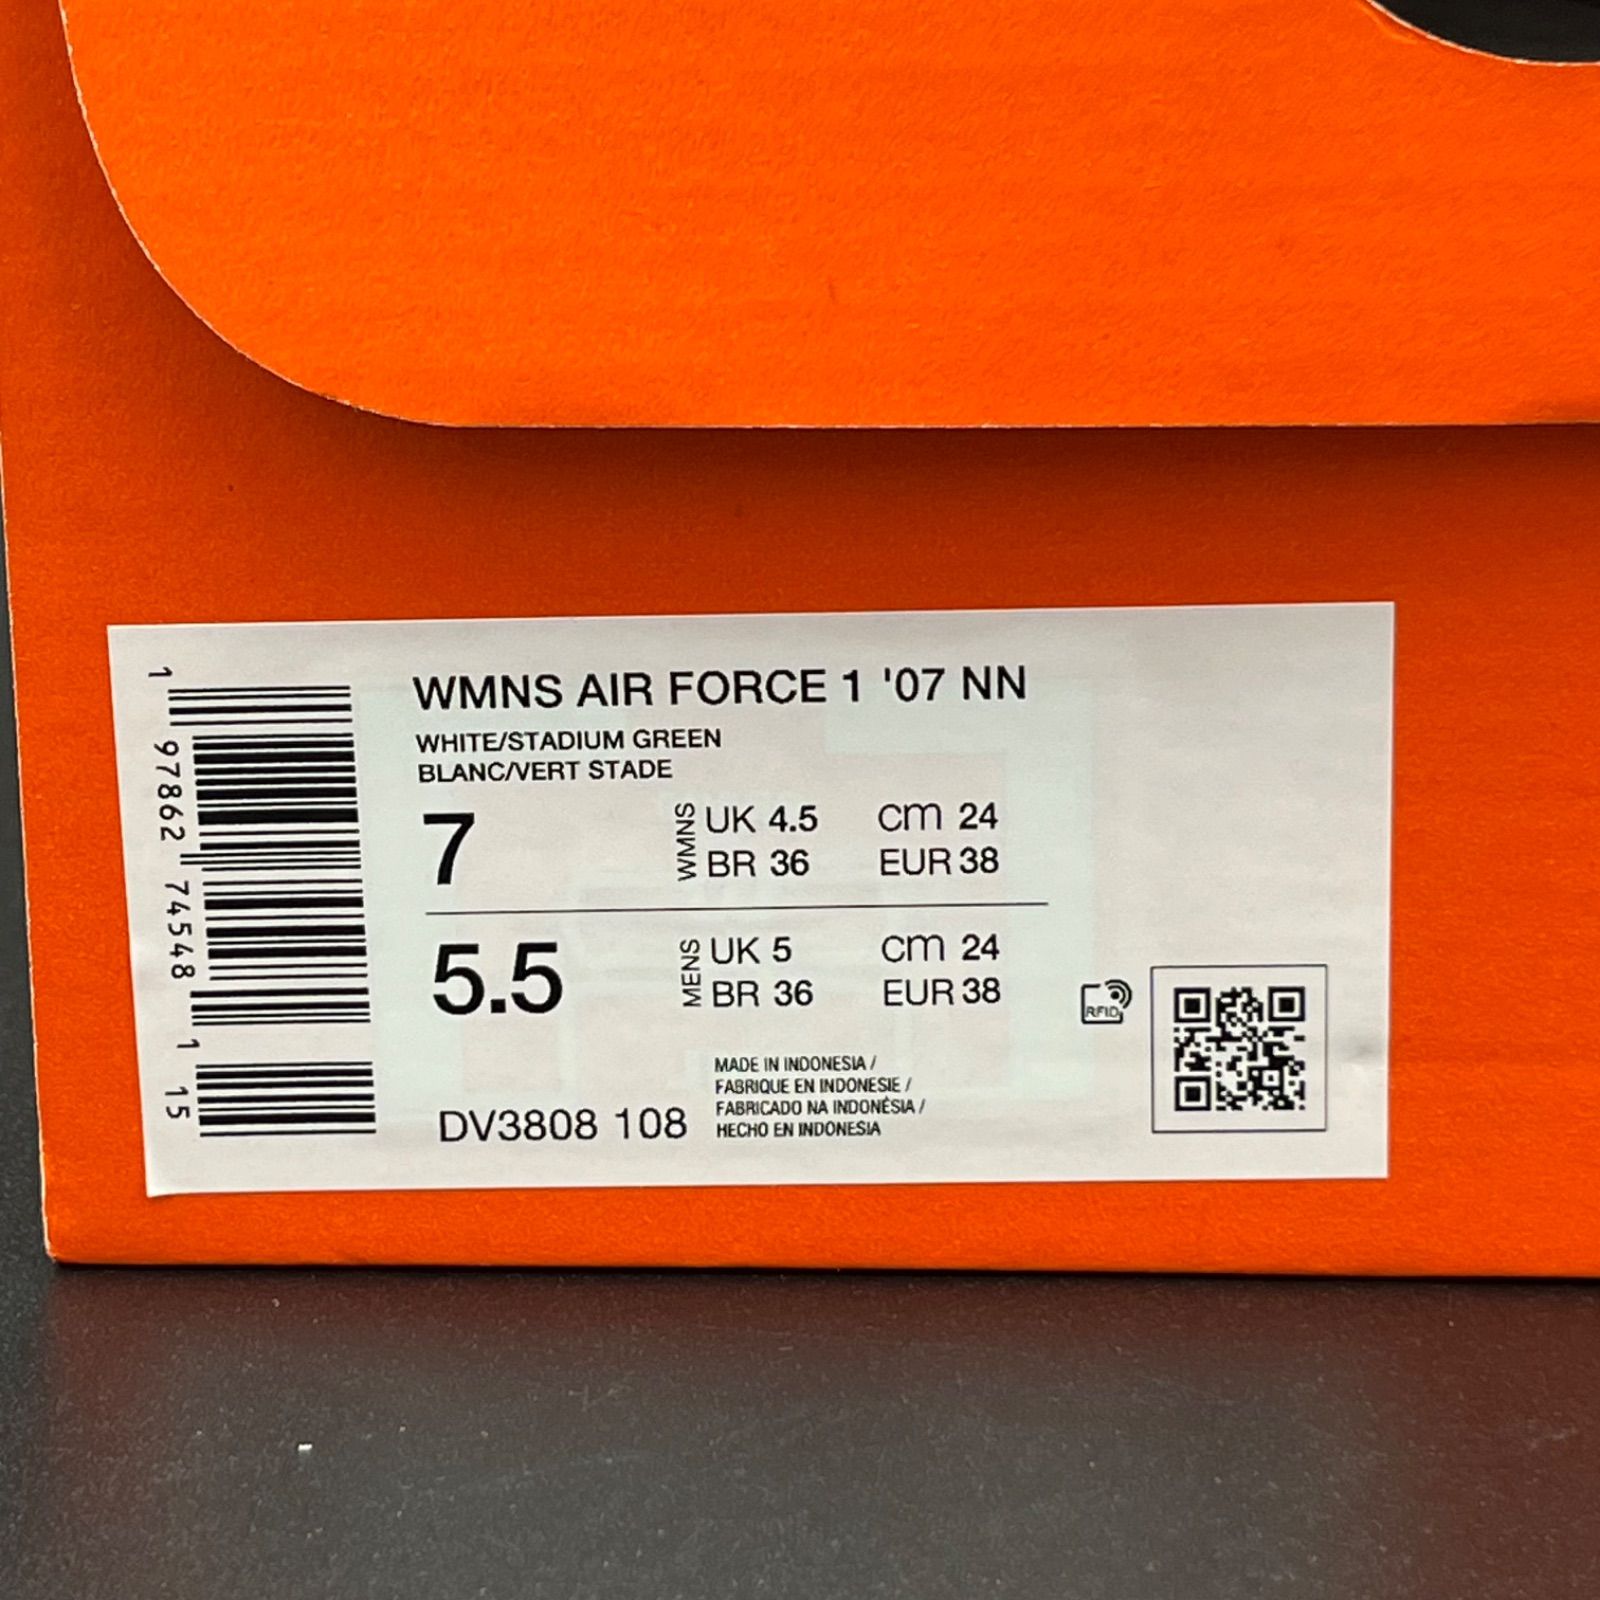 WMNS AIR FORCE 1 '07 NN
WHITE/STADIUM GREEN
BLANC/VERT STADE
7
WMNS
UK 4.5 cm 24
BR 36 EUR 38
5.5
MENS
UK 5 cm 24
BR 36 EUR 38
RFID
DV3808 108
MADE IN INDONESIA /
FABRIQUE EN INDONESIE /
FABRICADO NA INDONÉSIA /
HECHO EN INDONESIA
1 97862 74548 1 15